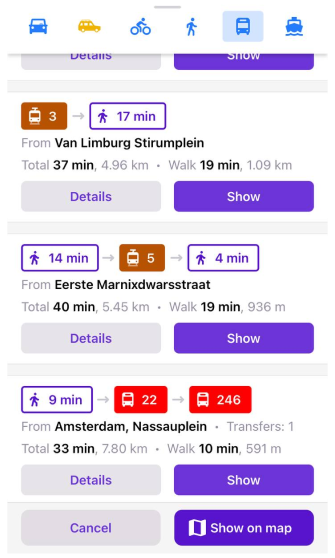 Details Show
3 → 17 min
From Van Limburg Stirumplein
Total 37 min, 4.96 km • Walk 19 min, 1.09 km
Details Show
14 min → 5 → 4 min
From Eerste Marnixdwarsstraat
Total 40 min, 5.45 km • Walk 19 min, 936 m
Details Show
9 min → 22 → 246
From Amsterdam, Nassauplein • Transfers: 1
Total 33 min, 7.80 km • Walk 10 min, 591 m
Details Show
Cancel Show on map